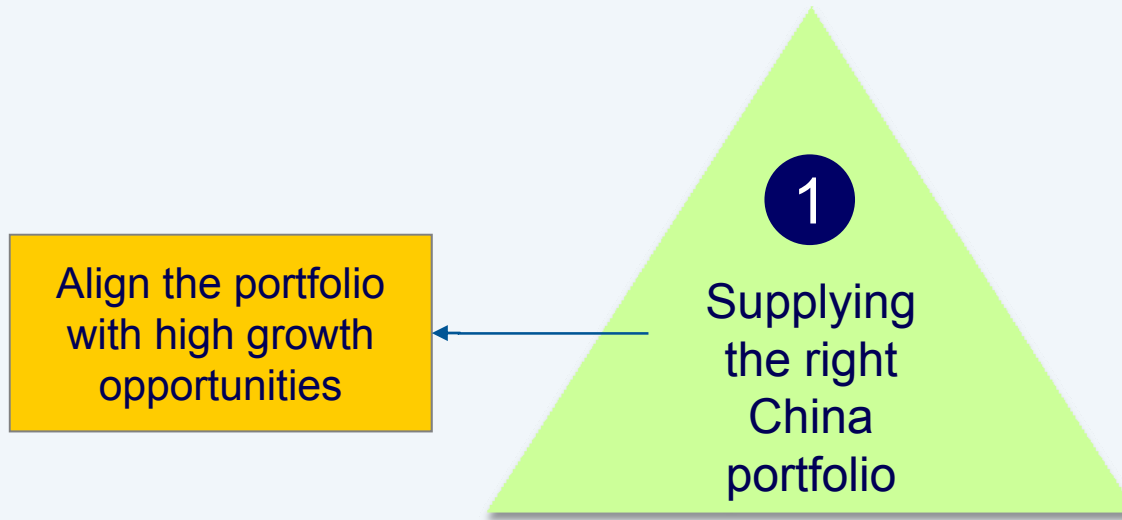 Align the portfolio
with high growth
opportunities
1
Supplying
the right
China
portfolio